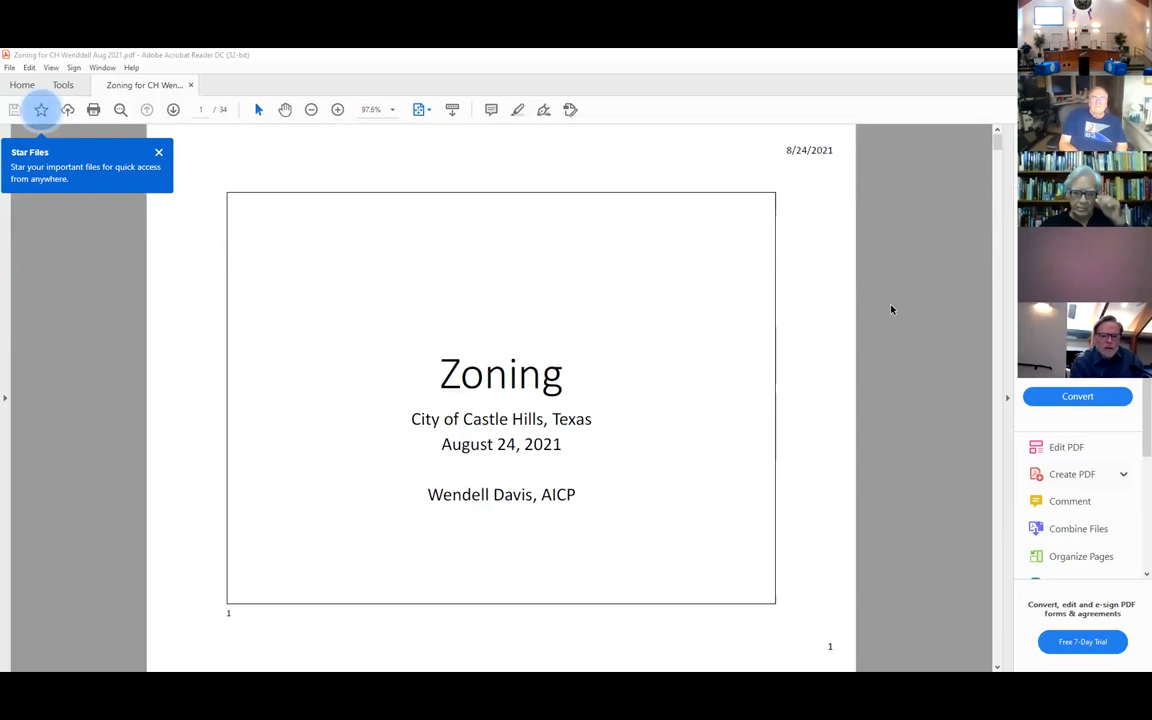 Zoning for CH Wenddell Aug 2021.pdf - Adobe Acrobat Reader DC (32-bit)
File Edit View Sign Window Help
Home Tools Zoning for CH Wen... ×
1 / 34 97.6%
Star Files
Star your important files for quick access
from anywhere.
8/24/2021
Zoning
City of Castle Hills, Texas
August 24, 2021
Wendell Davis, AICP
1
1
Convert
Edit PDF
Create PDF
Comment
Combine Files
Organize Pages
Convert, edit and e-sign PDF
forms & agreements
Free 7-Day Trial